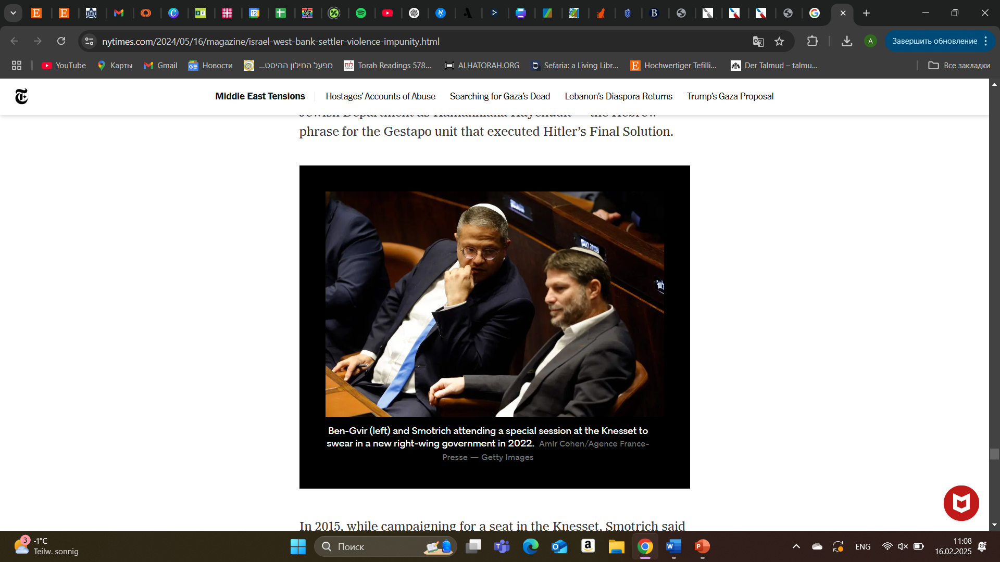 nytimes.com/2024/05/16/magazine/israel-west-bank-settler-violence-impunity.html
A
Завершить обновление
YouTube
Карты
Gmail
Новости
מפעל המילון ההיסט...
Torah Readings 578...
ALHATORAH.ORG
Sefaria: a Living Libr...
Hochwertiger Tefilli...
Der Talmud – talmu...
Все закладки
Middle East Tensions
Hostages' Accounts of Abuse
Searching for Gaza's Dead
Lebanon's Diaspora Returns
Trump's Gaza Proposal
phrase for the Gestapo unit that executed Hitler's Final Solution.
Ben-Gvir (left) and Smotrich attending a special session at the Knesset to
swear in a new right-wing government in 2022. Amir Cohen/Agence France-
Presse — Getty Images
In 2015, while campaigning for a seat in the Knesset, Smotrich said
3
-1°C
Teilw. sonnig
Поиск
ENG
11:08
16.02.2025